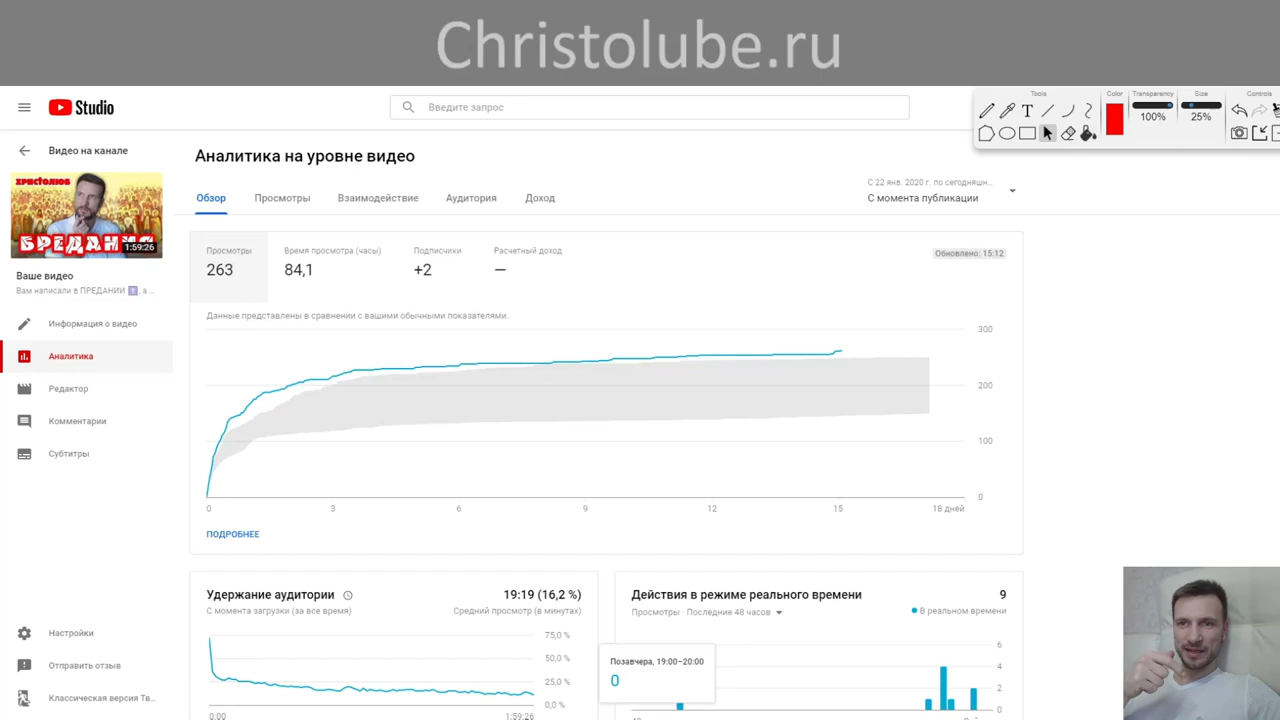 Christolube.ru
Studio
Введите запрос
Tools
Color
Transparency
Size
Controls
100%
25%
Видео на канале
Аналитика на уровне видео
Обзор
Просмотры
Взаимодействие
Аудитория
Доход
С 22 янв. 2020 г. по сегодняшн...
С момента публикации
ХРИСТОЛЮБ
БРЕДАНИЯ
1:59:26
Ваше видео
Вам написали в ПРЕДАНИИ, а ...
Информация о видео
Аналитика
Редактор
Комментарии
Субтитры
Настройки
Отправить отзыв
Классическая версия Тв...
Просмотры
263
Время просмотра (часы)
84,1
Подписчики
+2
Расчетный доход
—
Обновлено: 15:12
Данные представлены в сравнении с вашими обычными показателями.
300
200
100
0
0
3
6
9
12
15
18 дней
ПОДРОБНЕЕ
Удержание аудитории
19:19 (16,2 %)
С момента загрузки (за все время)
Средний просмотр (в минутах)
75,0 %
50,0 %
25,0 %
0,0 %
0:00
1:59:26
Действия в режиме реального времени
9
Просмотры · Последние 48 часов
В реальном времени
Позавчера, 19:00–20:00
0
6
4
2
0